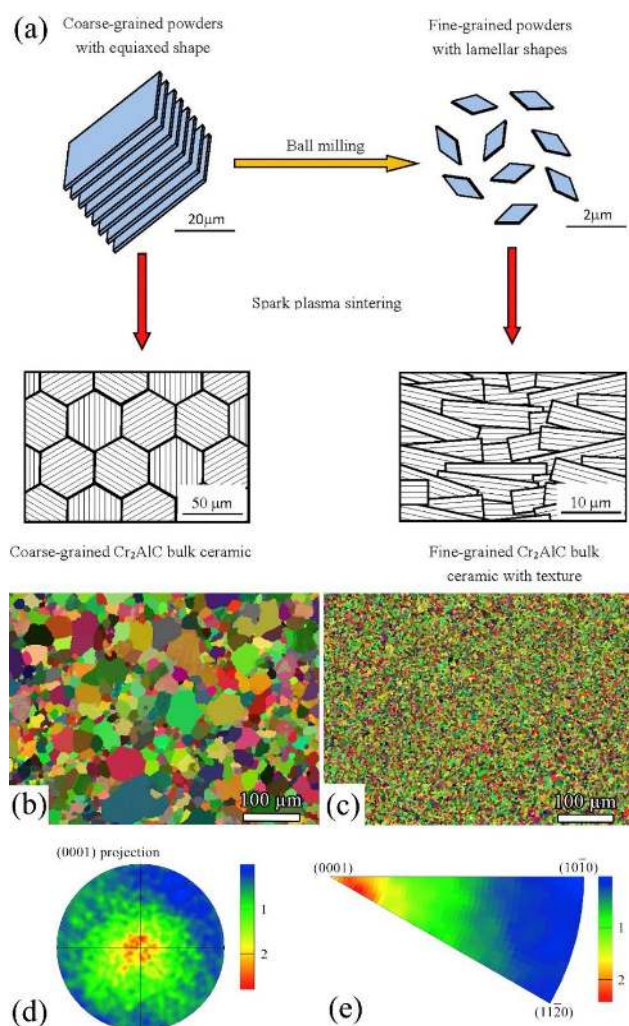 (a)
Coarse-grained powders
with equiaxed shape
Fine-grained powders
with lamellar shapes
Ball milling
20μm
2μm
Spark plasma sintering
50 μm
10 μm
Coarse-grained Cr₂AlC bulk ceramic
Fine-grained Cr₂AlC bulk
ceramic with texture
(b)
100 μm
(c)
100 μm
(0001) projection
1
2
(d)
(0001)
(101̅0)
1
2
(112̅0)
(e)